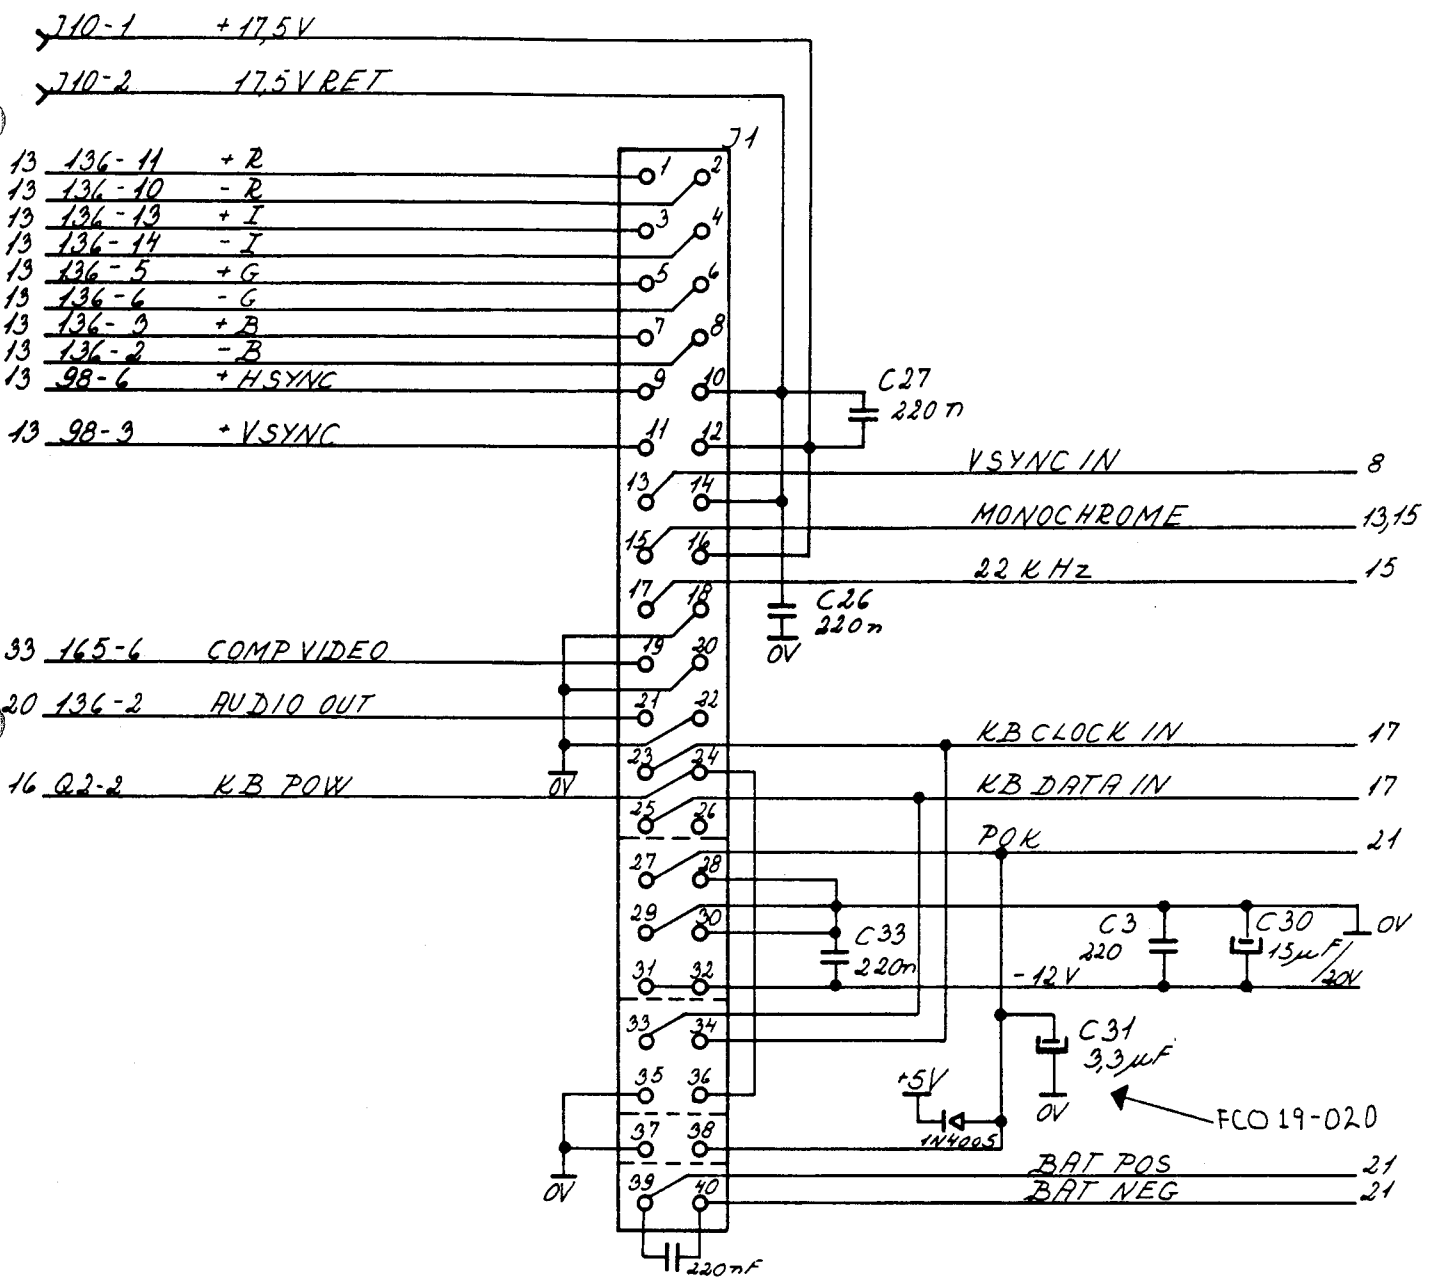 J10-1 +17,5V
J10-2 17,5V RET
J1
13 136-11 +R
13 136-10 -R
13 136-13 +I
13 136-14 -I
13 136-5 +G
13 136-6 -G
13 136-3 +B
13 136-2 -B
13 98-6 +HSYNC
13 98-3 +VSYNC
1 2
3 4
5 6
7 8
9 10
11 12
13 14
15 16
17 18
19 20
21 22
23 24
25 26
27 28
29 30
31 32
33 34
35 36
37 38
39 40
C27
220n
VSYNC IN 8
MONOCHROME 13,15
22 KHz 15
C26
220n
0V
33 165-6 COMP VIDEO
20 136-2 AUDIO OUT
0V
16 Q2-2 KB POW
KB CLOCK IN 17
KB DATA IN 17
POK 21
C33
220n
C3
220
C30
15µF/
20V
0V
-12V
C31
3,3µF
0V
FCO 19-020
+5V
1N4005
0V
BAT POS 21
BAT NEG 21
220nF